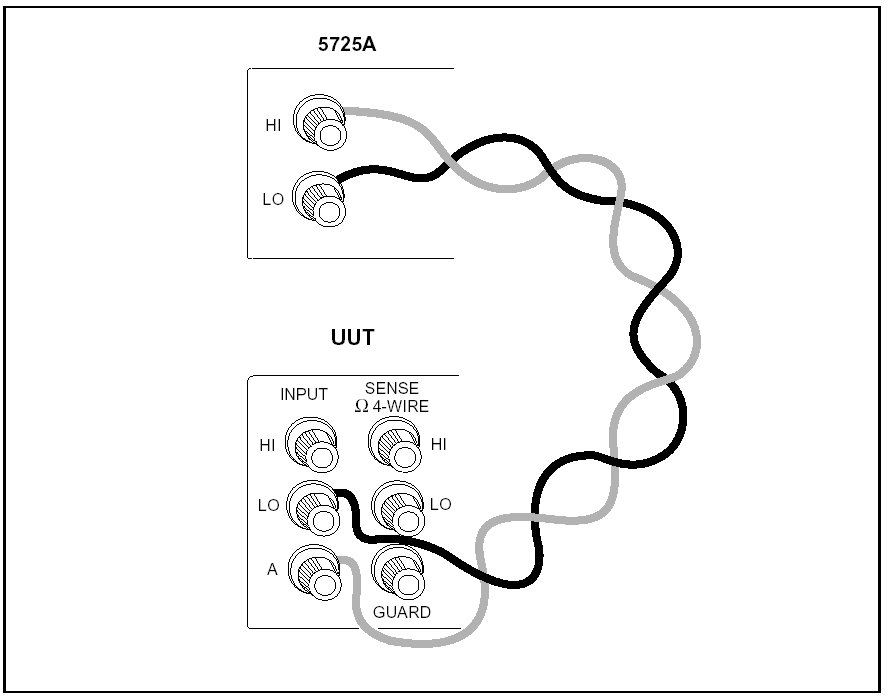 5725A
HI
LO
UUT
INPUT
SENSE
Ω 4-WIRE
HI
HI
LO
LO
A
GUARD